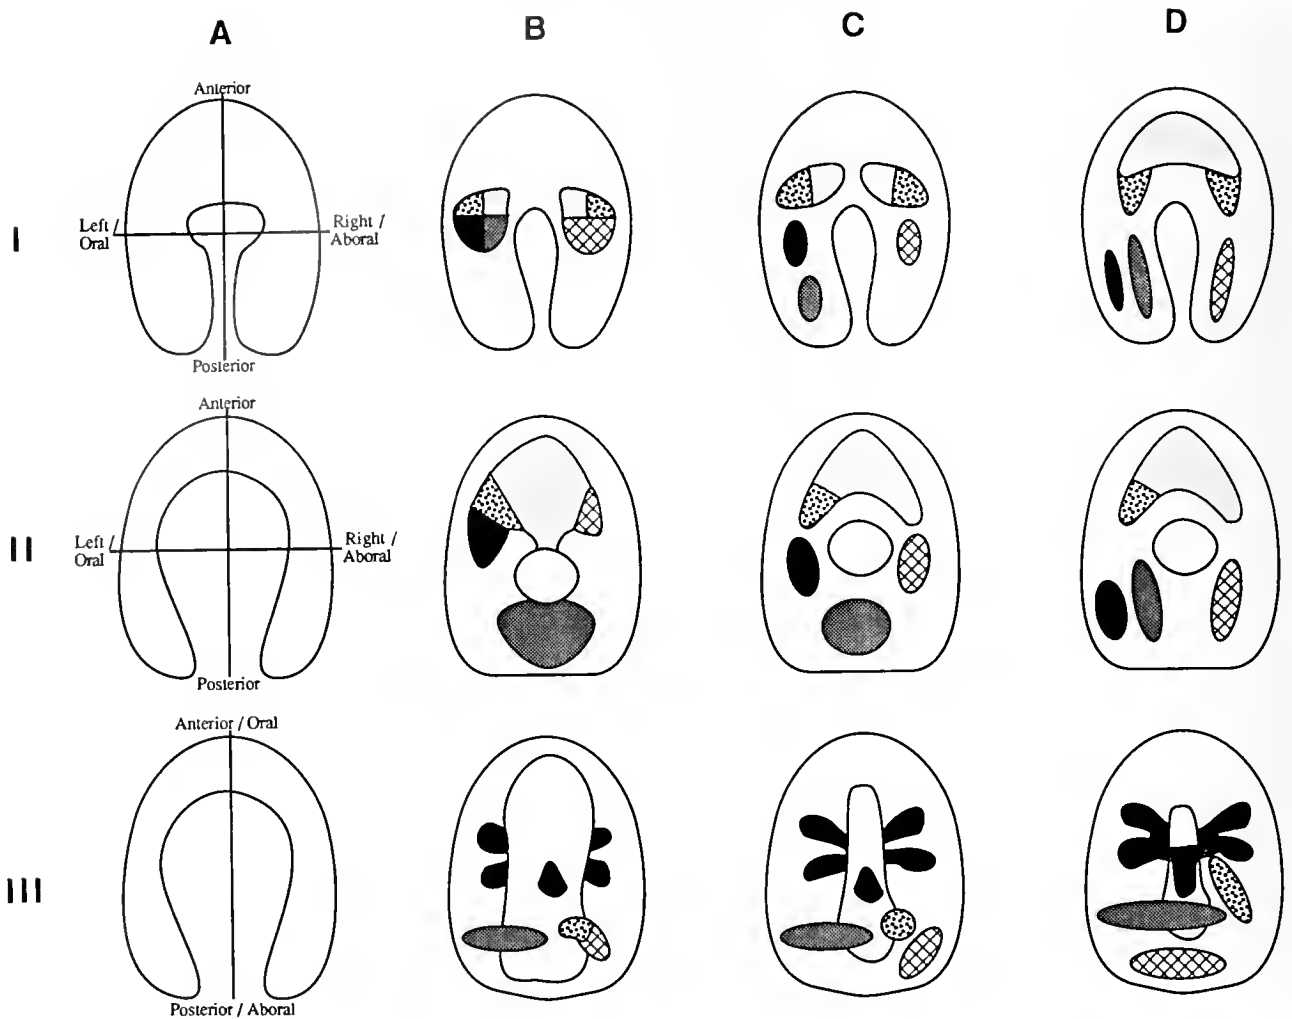 A
B
C
D
Anterior
I
Left /
Oral
Right /
Aboral
Posterior
Anterior
II
Left /
Oral
Right /
Aboral
Posterior
Anterior / Oral
III
Posterior / Aboral